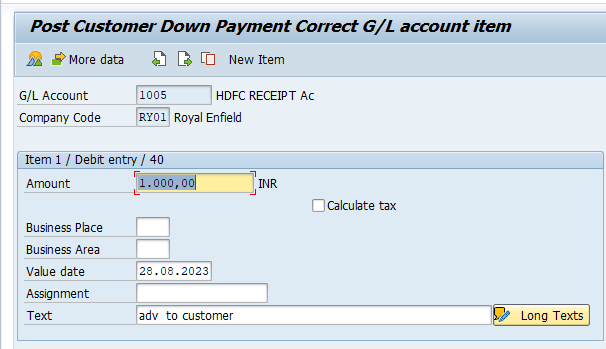 Post Customer Down Payment Correct G/L account item
More data New Item
G/L Account 1005 HDFC RECEIPT Ac
Company Code RY01 Royal Enfield
Item 1 / Debit entry / 40
Amount 1.000,00 INR
Calculate tax
Business Place
Business Area
Value date 28.08.2023
Assignment
Text adv to customer Long Texts